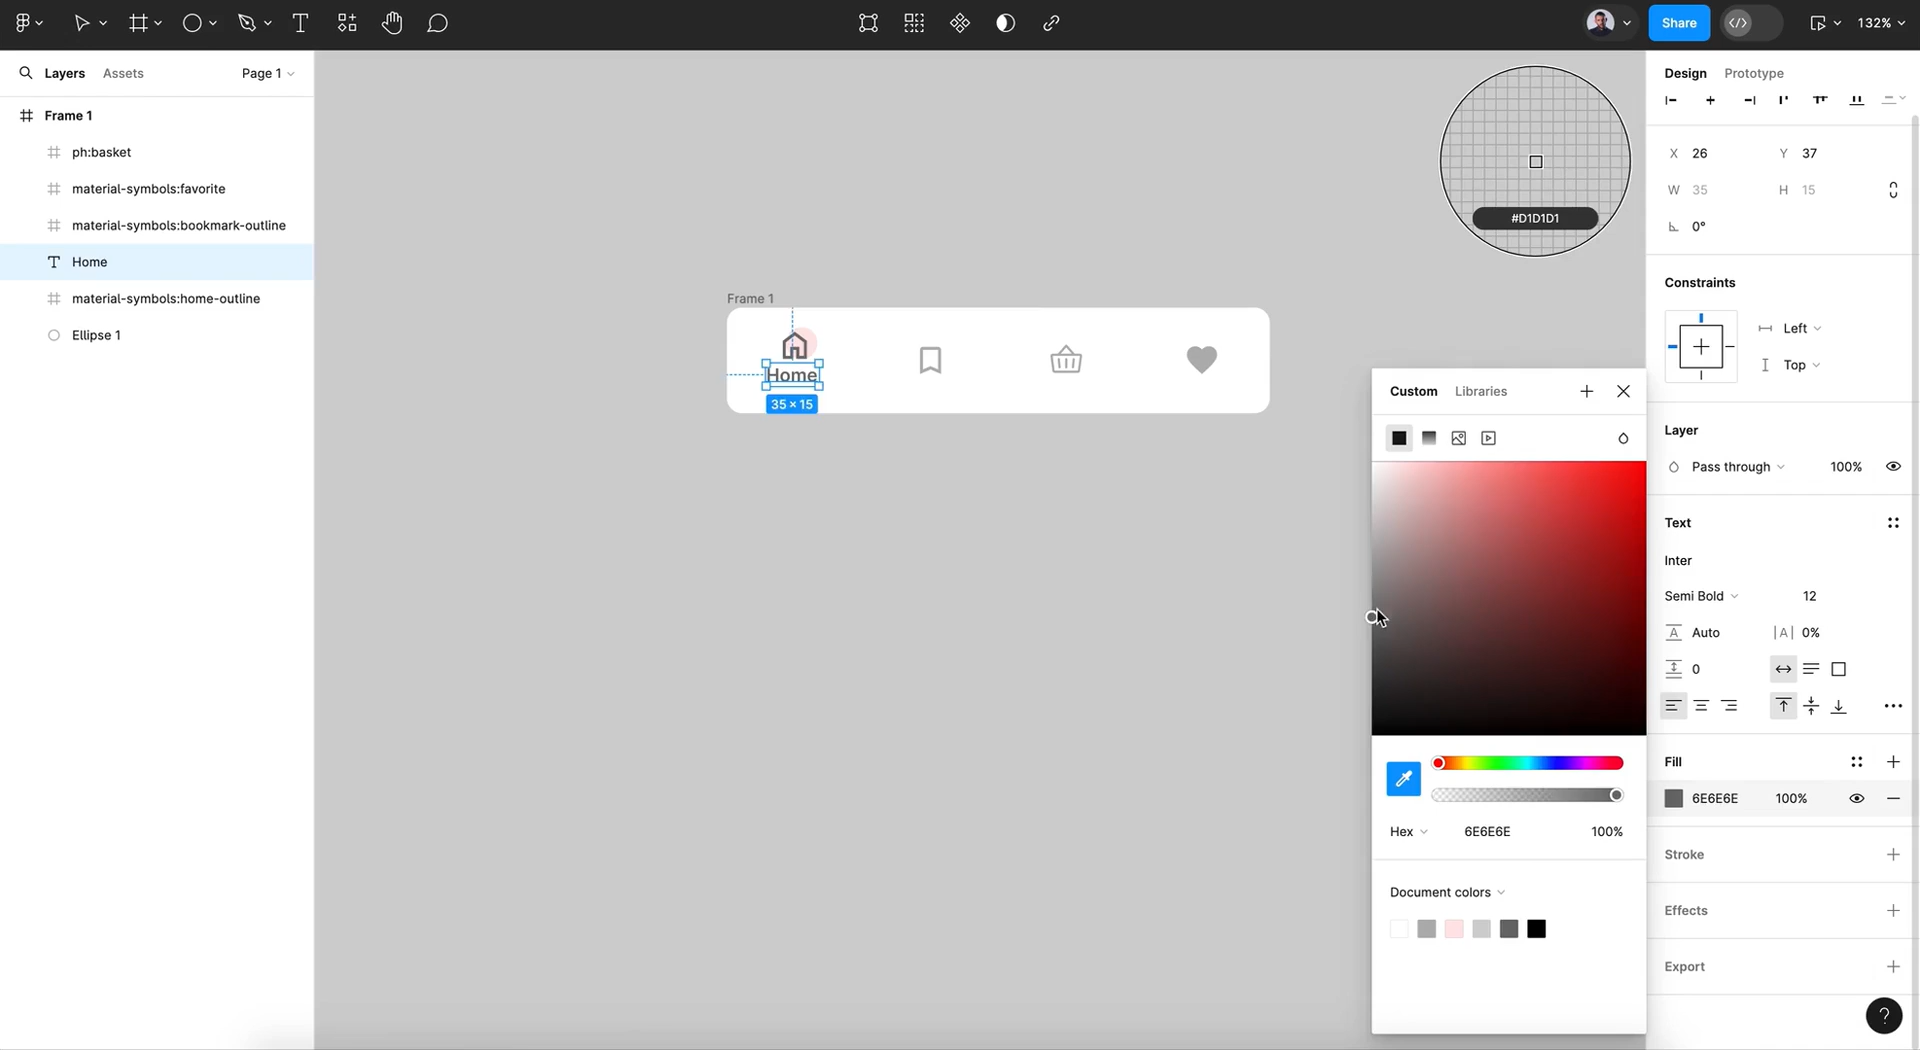 Share
132%
Layers
Assets
Page 1
Frame 1
ph:basket
material-symbols:favorite
material-symbols:bookmark-outline
Home
material-symbols:home-outline
Ellipse 1
#D1D1D1
Frame 1
Home
35 × 15
Custom
Libraries
Hex
6E6E6E
100%
Document colors
Design
Prototype
X 26
Y 37
W 35
H 15
0°
Constraints
Left
Top
Layer
Pass through
100%
Text
Inter
Semi Bold
12
A Auto
|A| 0%
0
Fill
6E6E6E
100%
Stroke
Effects
Export
?